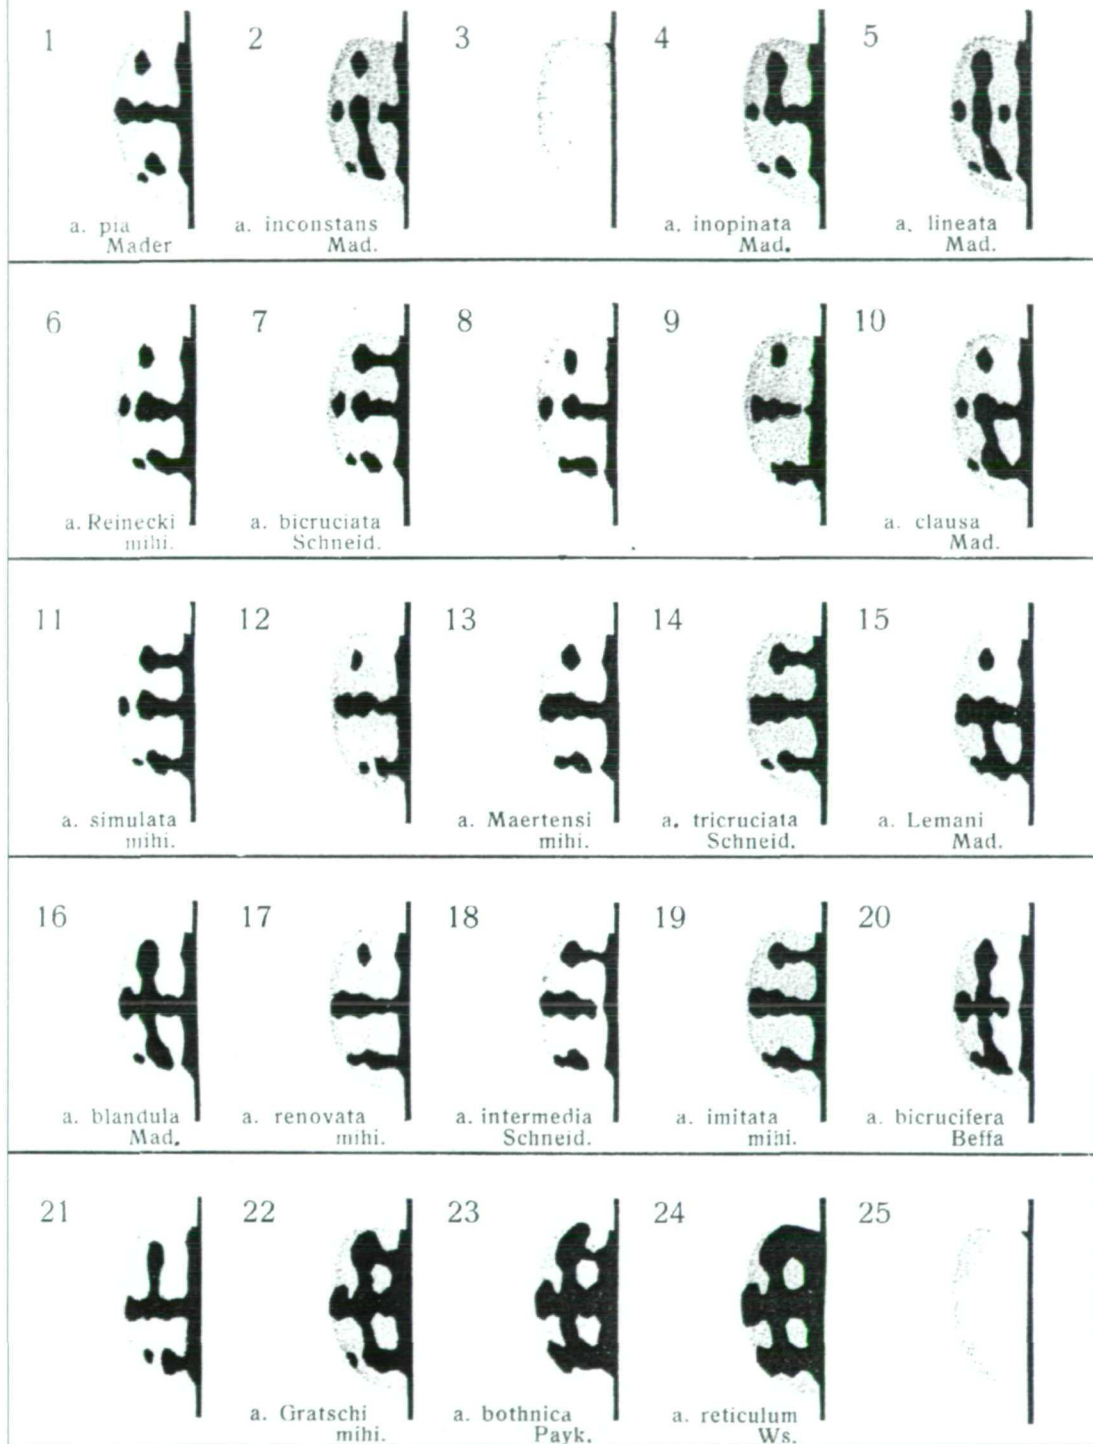 1 2 3 4 5
a. pia a. inconstans a. inopinata a. lineata
Mader Mad. Mad. Mad.
6 7 8 9 10
a. Reinecki a. bicruciata a. clausa
mihi. Schneid. Mad.
11 12 13 14 15
a. simulata a. Maertensi a. tricruciata a. Lemani
mihi. mihi. Schneid. Mad.
16 17 18 19 20
a. blandula a. renovata a. intermedia a. imitata a. bicrucifera
Mad. mihi. Schneid. mihi. Beffa
21 22 23 24 25
a. Gratschi a. bothnica a. reticulum
mihi. Payk. Ws.